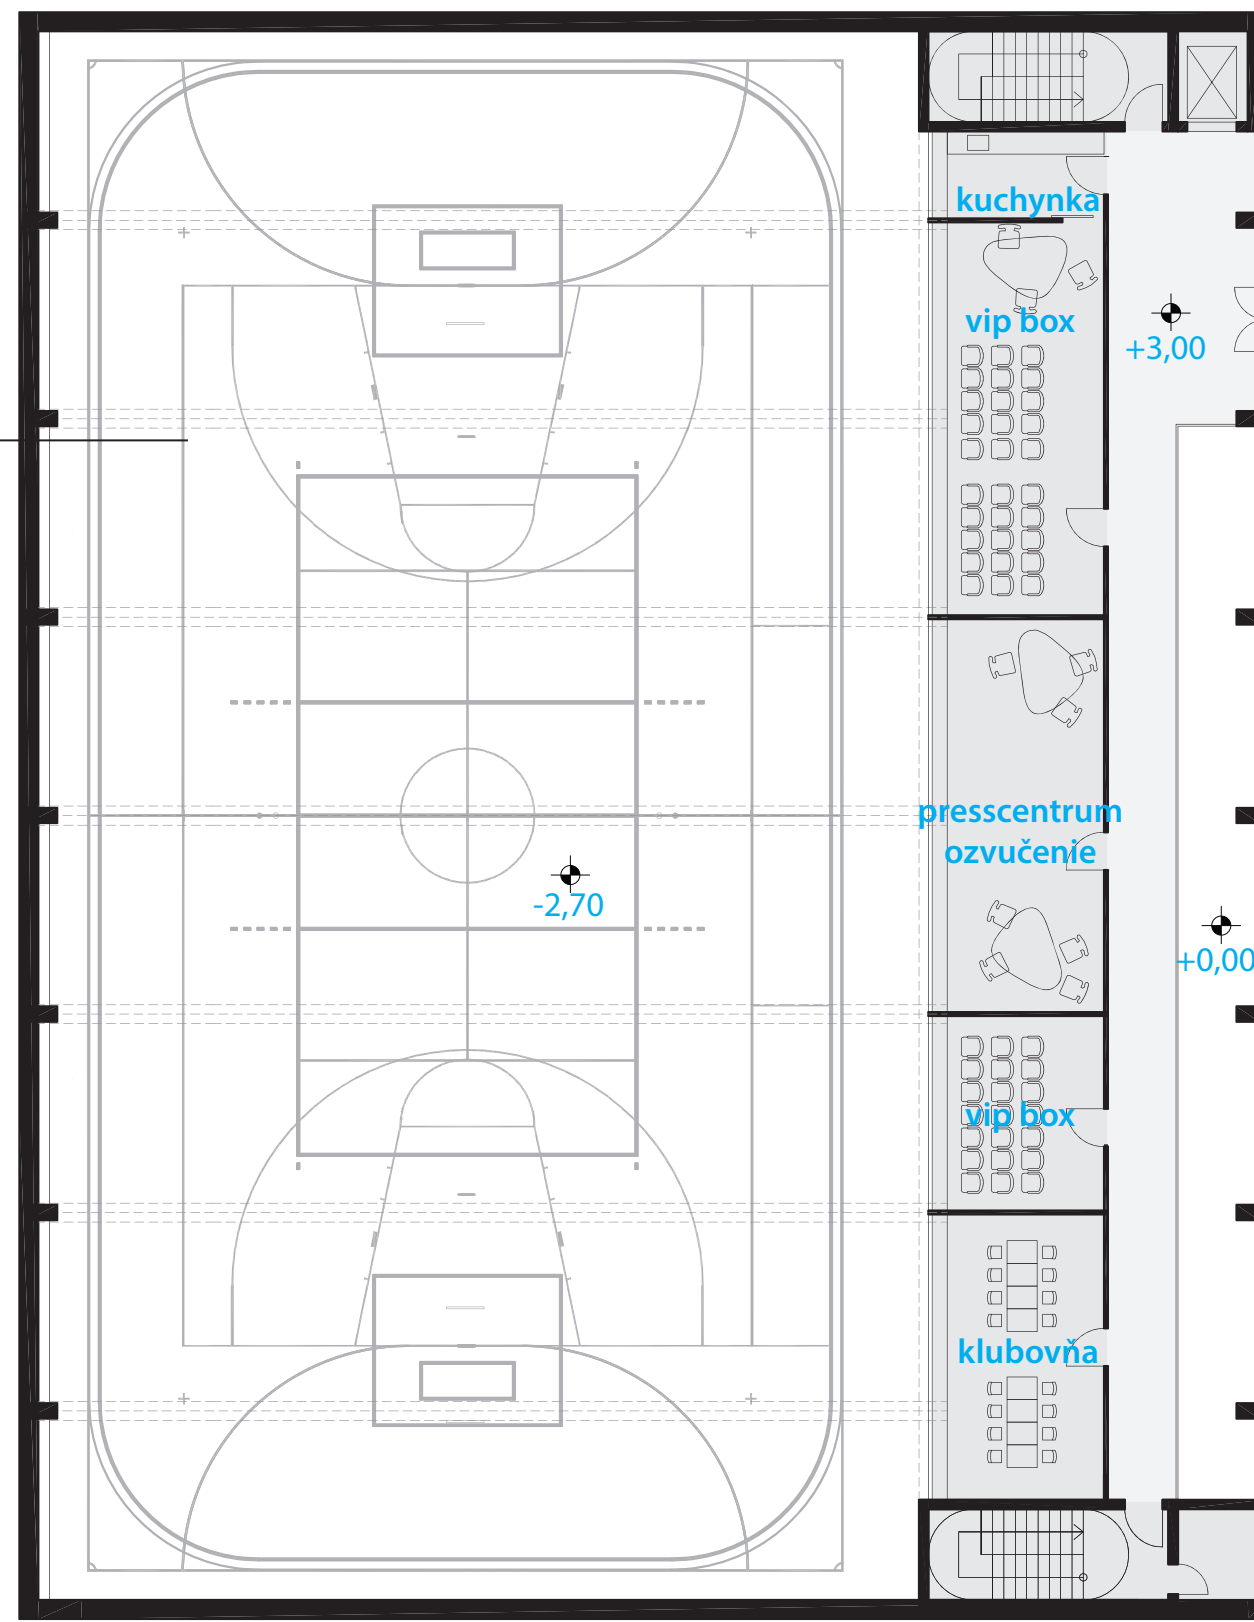 kuchynka
vip box
+3,00
presscentrum
ozvučenie
-2,70
+0,00
vip box
klubovňa